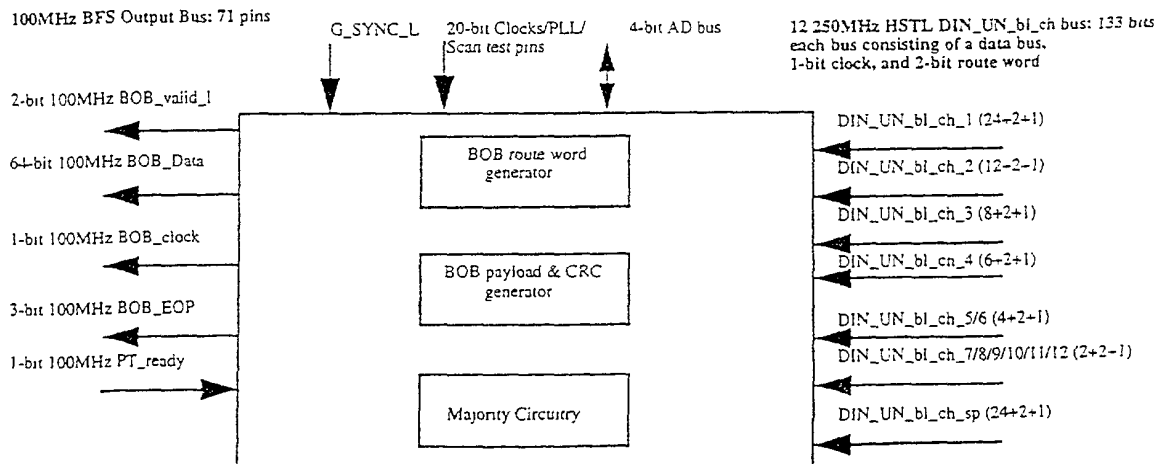 100MHz BFS Output Bus: 71 pins
G_SYNC_L
20-bit Clocks/PLL/
Scan test pins
4-bit AD bus
12 250MHz HSTL DIN_UN_bl_ch bus: 133 bits
each bus consisting of a data bus,
1-bit clock, and 2-bit route word
2-bit 100MHz BOB_valid_l
64-bit 100MHz BOB_Data
1-bit 100MHz BOB_clock
3-bit 100MHz BOB_EOP
1-bit 100MHz PT_ready
BOB route word
generator
BOB payload & CRC
generator
Majority Circuitry
DIN_UN_bl_ch_1 (24+2+1)
DIN_UN_bl_ch_2 (12+2+1)
DIN_UN_bl_ch_3 (8+2+1)
DIN_UN_bl_ch_4 (6+2+1)
DIN_UN_bl_ch_5/6 (4+2+1)
DIN_UN_bl_ch_7/8/9/10/11/12 (2+2+1)
DIN_UN_bl_ch_sp (24+2+1)